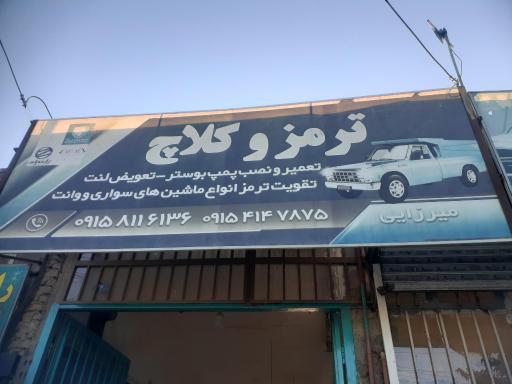 ترمز و کلاچ
تعمیر و نصب پمپ بوستر - تعویض لنت
تقویت ترمز انواع ماشین های سواری و وانت
۰۹۱۵ ۸۱۱ ۶۱۳۶  ۰۹۱۵ ۴۱۴ ۷۸۷۵
میرزایی